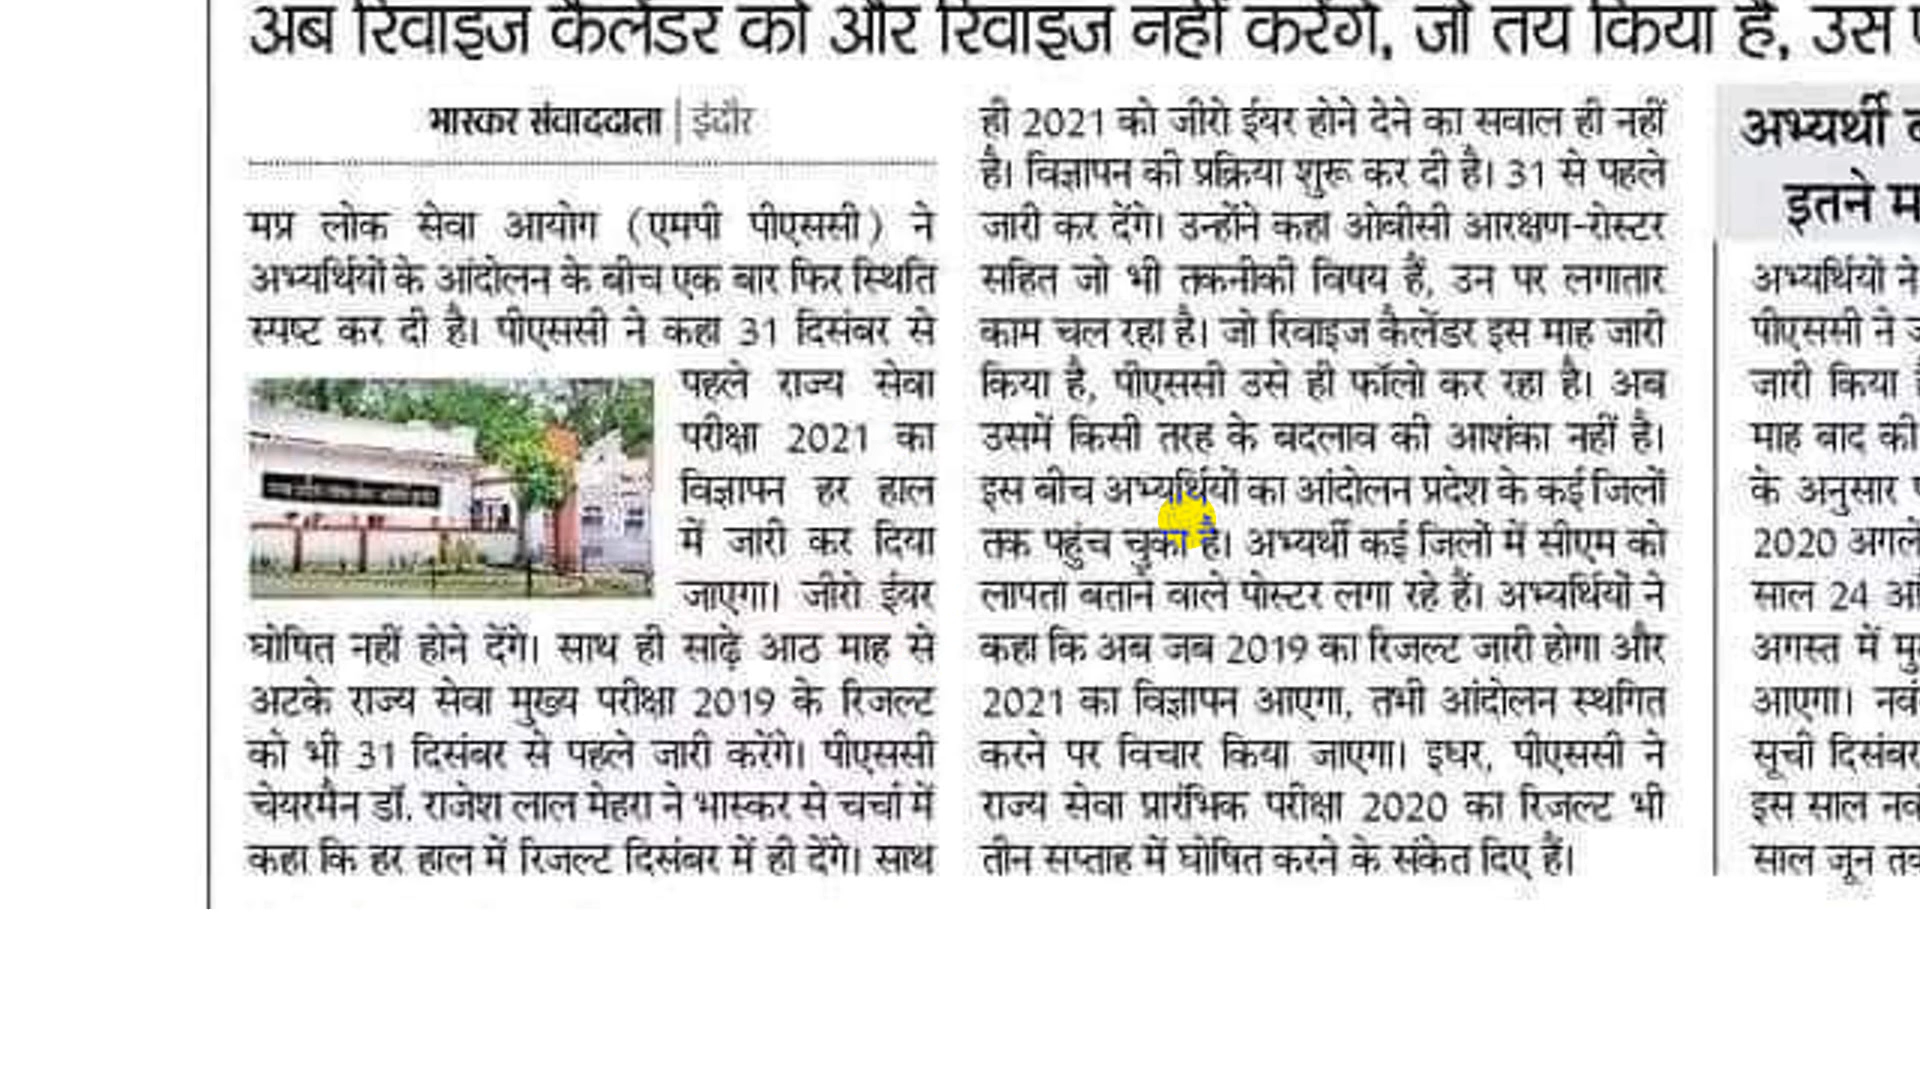 अब रिवाइज कैलेंडर को और रिवाइज नहीं करेंगे, जो तय किया है, उस
भास्कर संवाददाता | इंदौर
मप्र लोक सेवा आयोग (एमपी पीएससी) ने
अभ्यर्थियों के आंदोलन के बीच एक बार फिर स्थिति
स्पष्ट कर दी है। पीएससी ने कहा 31 दिसंबर से
पहले राज्य सेवा
परीक्षा 2021 का
विज्ञापन हर हाल
में जारी कर दिया
जाएगा। जीरो ईयर
घोषित नहीं होने देंगे। साथ ही साढ़े आठ माह से
अटके राज्य सेवा मुख्य परीक्षा 2019 के रिजल्ट
को भी 31 दिसंबर से पहले जारी करेंगे। पीएससी
चेयरमैन डॉ. राजेश लाल मेहरा ने भास्कर से चर्चा में
कहा कि हर हाल में रिजल्ट दिसंबर में ही देंगे। साथ
ही 2021 को जीरो ईयर होने देने का सवाल ही नहीं
है। विज्ञापन की प्रक्रिया शुरू कर दी है। 31 से पहले
जारी कर देंगे। उन्होंने कहा ओबीसी आरक्षण-रोस्टर
सहित जो भी तकनीकी विषय हैं, उन पर लगातार
काम चल रहा है। जो रिवाइज कैलेंडर इस माह जारी
किया है, पीएससी उसे ही फॉलो कर रहा है। अब
उसमें किसी तरह के बदलाव की आशंका नहीं है।
इस बीच अभ्यर्थियों का आंदोलन प्रदेश के कई जिलों
तक पहुंच चुका है। अभ्यर्थी कई जिलों में सीएम को
लापता बताने वाले पोस्टर लगा रहे हैं। अभ्यर्थियों ने
कहा कि अब जब 2019 का रिजल्ट जारी होगा और
2021 का विज्ञापन आएगा, तभी आंदोलन स्थगित
करने पर विचार किया जाएगा। इधर, पीएससी ने
राज्य सेवा प्रारंभिक परीक्षा 2020 का रिजल्ट भी
तीन सप्ताह में घोषित करने के संकेत दिए हैं।
अभ्यर्थी
इतने
अभ्यर्थियों ने
पीएससी ने
जारी किया
माह बाद की
के अनुसार
2020 अगले
साल 24
अगस्त में
आएगा।
सूची दिसंबर
इस साल
साल जून